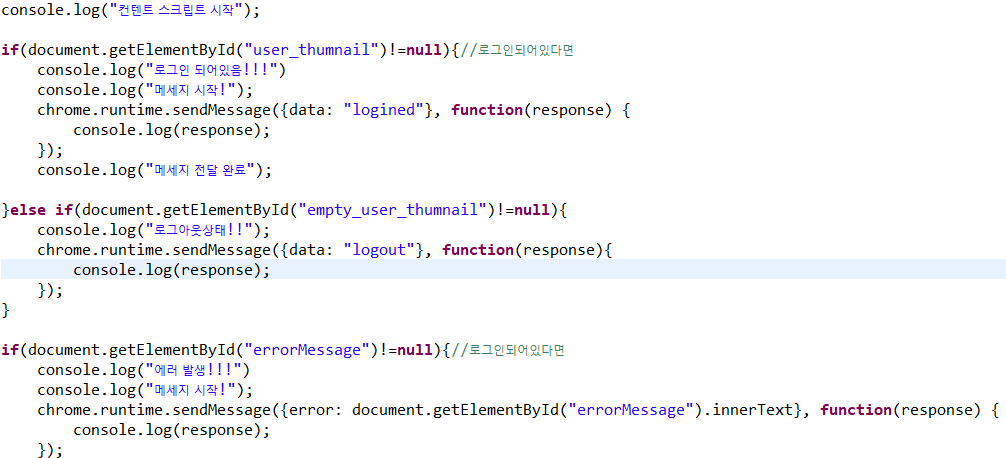 console.log("컨텐트 스크립트 시작");
if(document.getElementById("user_thumnail")!=null){//로그인되어있다면
    console.log("로그인 되어있음!!!")
    console.log("메세지 시작!");
    chrome.runtime.sendMessage({data: "logined"}, function(response) {
        console.log(response);
    });
    console.log("메세지 전달 완료");
}else if(document.getElementById("empty_user_thumnail")!=null){
    console.log("로그아웃상태!!");
    chrome.runtime.sendMessage({data: "logout"}, function(response){
        console.log(response);
    });
}
if(document.getElementById("errorMessage")!=null){//로그인되어있다면
    console.log("에러 발생!!!")
    console.log("메세지 시작!");
    chrome.runtime.sendMessage({error: document.getElementById("errorMessage").innerText}, function(response) {
        console.log(response);
    });